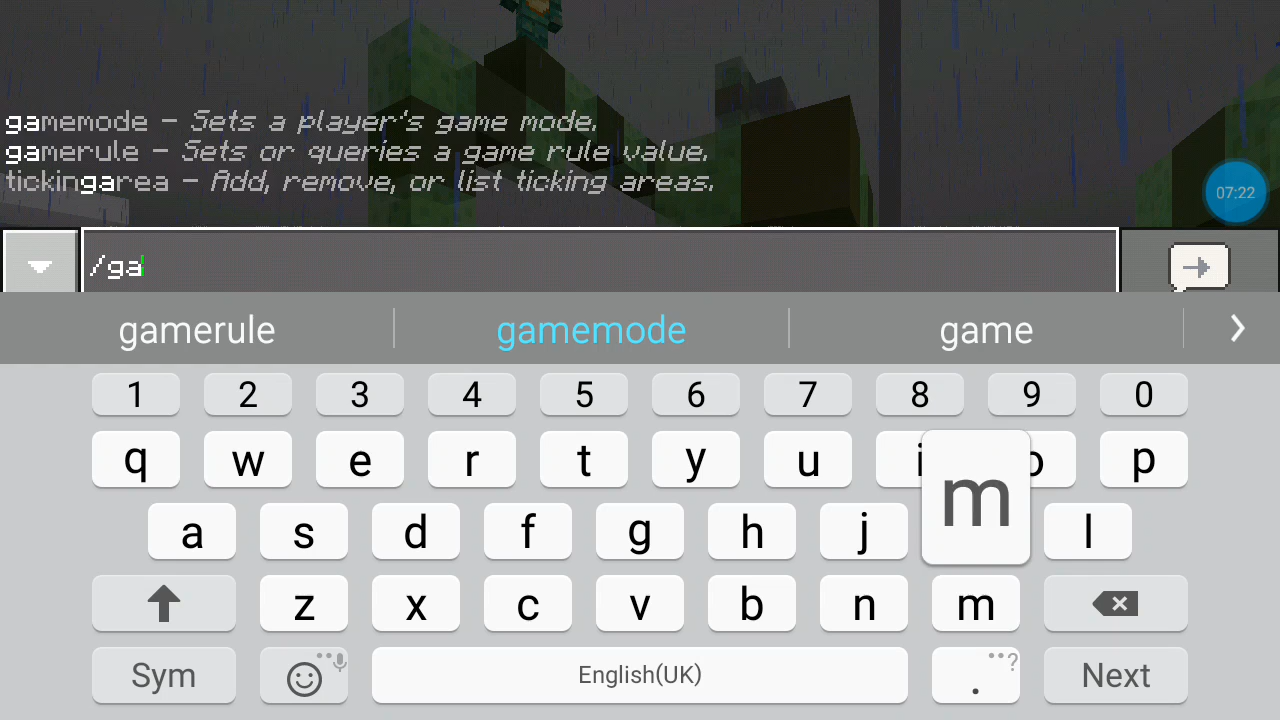 gamemode – Sets a player's game mode.
gamerule – Sets or queries a game rule value.
tickingarea – Add, remove, or list ticking areas.
07:22
/ga
gamerule gamemode game
1 2 3 4 5 6 7 8 9 0
q w e r t y u i o p
a s d f g h j m l
z x c v b n m
Sym English(UK) . ? Next